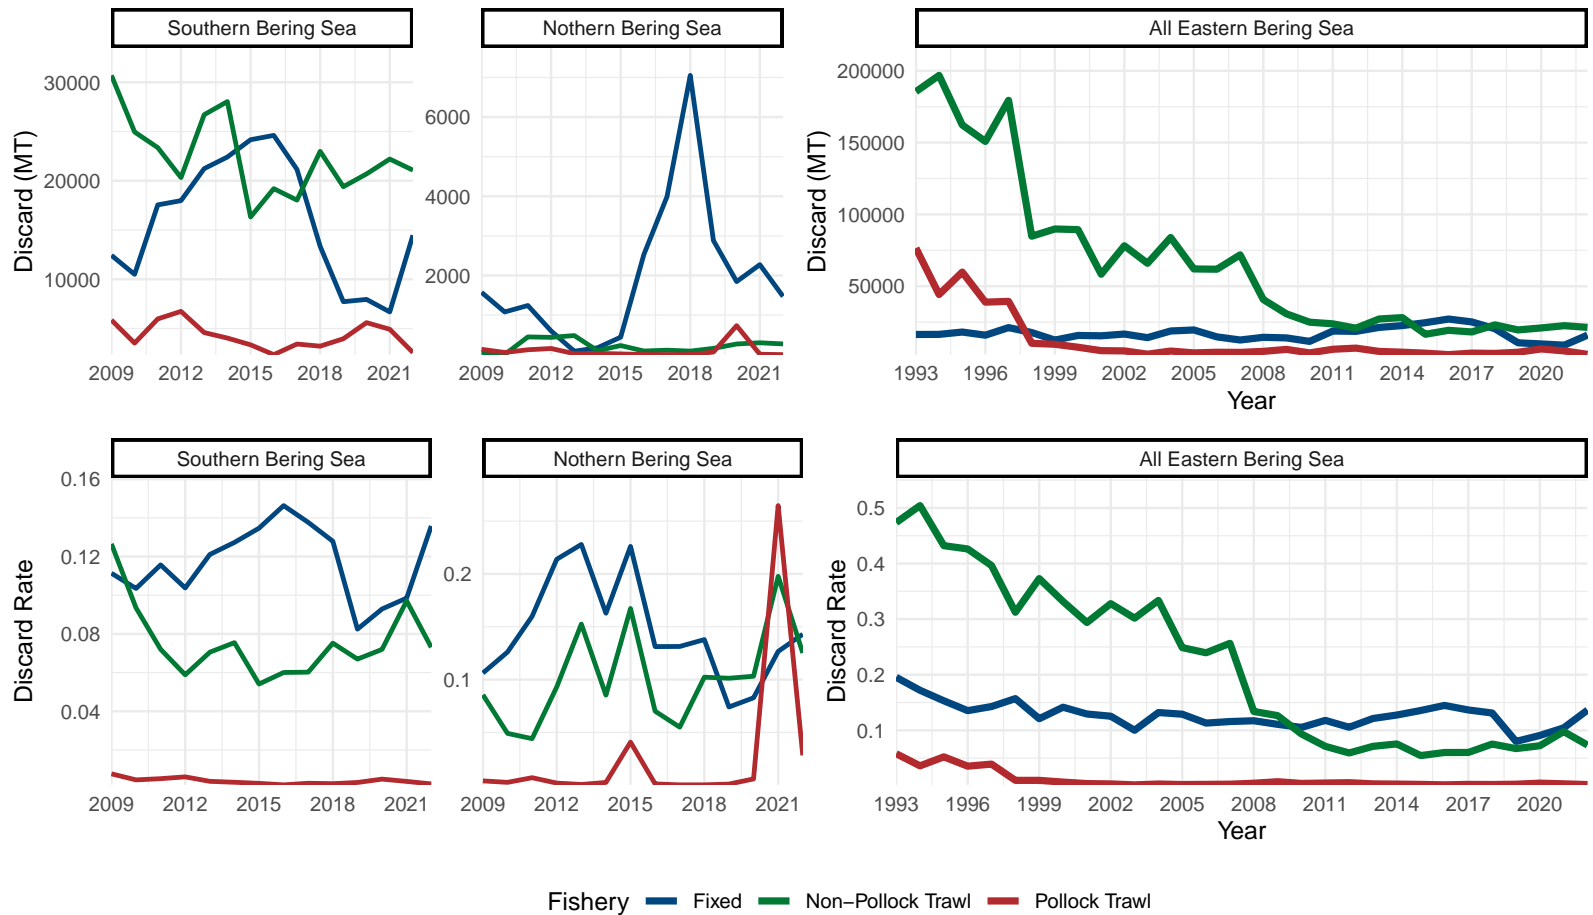 Southern Bering Sea
Nothern Bering Sea
All Eastern Bering Sea
Discard (MT)
30000
20000
10000
2009 2012 2015 2018 2021
6000
4000
2000
2009 2012 2015 2018 2021
Discard (MT)
200000
150000
100000
50000
1993 1996 1999 2002 2005 2008 2011 2014 2017 2020
Year
Southern Bering Sea
Nothern Bering Sea
All Eastern Bering Sea
Discard Rate
0.16
0.12
0.08
0.04
2009 2012 2015 2018 2021
0.2
0.1
2009 2012 2015 2018 2021
Discard Rate
0.5
0.4
0.3
0.2
0.1
1993 1996 1999 2002 2005 2008 2011 2014 2017 2020
Year
Fishery Fixed Non−Pollock Trawl Pollock Trawl